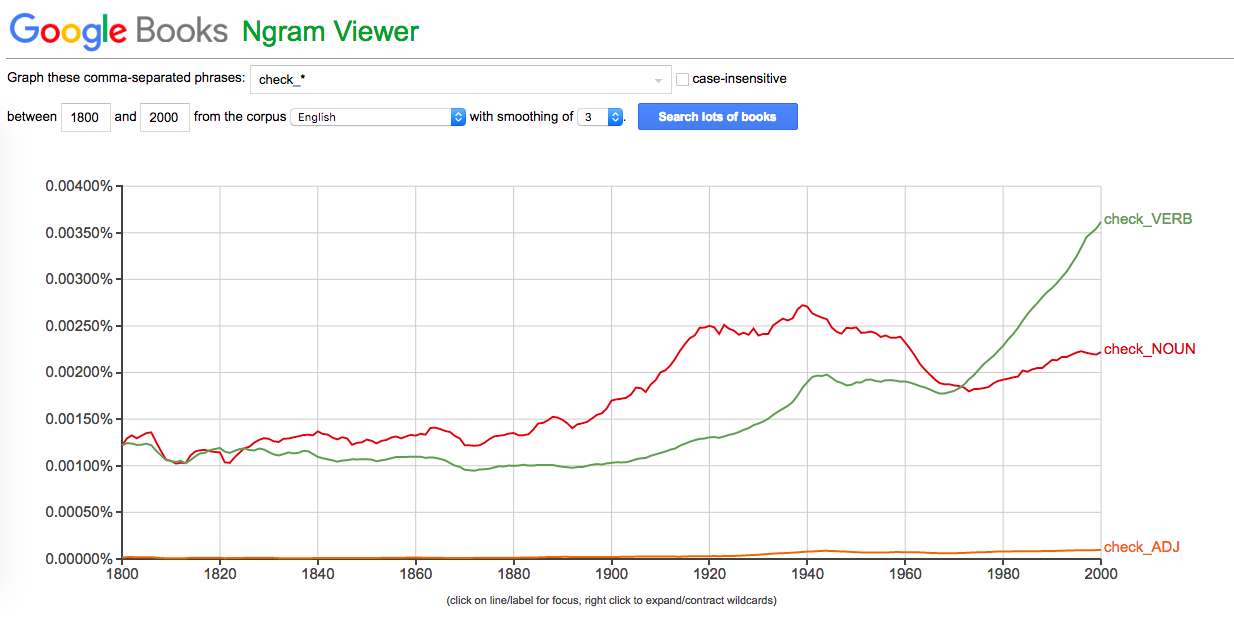 Google Books Ngram Viewer
Graph these comma-separated phrases: check_* case-insensitive
between 1800 and 2000 from the corpus English with smoothing of 3 . Search lots of books
0.00400%
check_VERB
0.00350%
0.00300%
0.00250%
check_NOUN
0.00200%
0.00150%
0.00100%
0.00050%
check_ADJ
0.00000%
1800 1820 1840 1860 1880 1900 1920 1940 1960 1980 2000
(click on line/label for focus, right click to expand/contract wildcards)